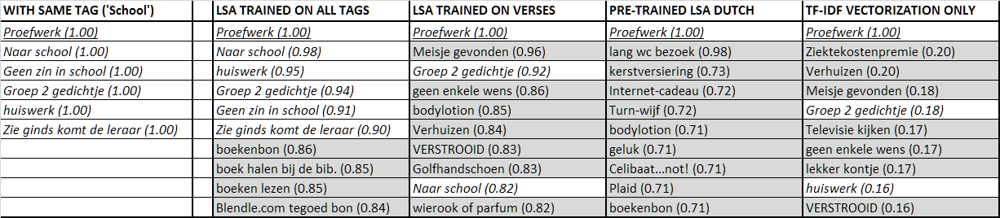 WITH SAME TAG ('School') LSA TRAINED ON ALL TAGS LSA TRAINED ON VERSES PRE-TRAINED LSA DUTCH TF-IDF VECTORIZATION ONLY
Proefwerk (1.00) Proefwerk (1.00) Proefwerk (1.00) Proefwerk (1.00) Proefwerk (1.00)
Naar school (1.00) Naar school (0.98) Meisje gevonden (0.96) lang wc bezoek (0.98) Ziektekostenpremie (0.20)
Geen zin in school (1.00) huiswerk (0.95) Groep 2 gedichtje (0.92) kerstversiering (0.73) Verhuizen (0.20)
Groep 2 gedichtje (1.00) Groep 2 gedichtje (0.94) geen enkele wens (0.86) Internet-cadeau (0.72) Meisje gevonden (0.18)
huiswerk (1.00) Geen zin in school (0.91) bodylotion (0.85) Turn-wijf (0.72) Groep 2 gedichtje (0.18)
Zie ginds komt de leraar (1.00) Zie ginds komt de leraar (0.90) Verhuizen (0.84) bodylotion (0.71) Televisie kijken (0.17)
boekenbon (0.86) VERSTROOID (0.83) geluk (0.71) geen enkele wens (0.17)
boek halen bij de bib. (0.85) Golfhandschoen (0.83) Celibaat...not! (0.71) lekker kontje (0.17)
boeken lezen (0.85) Naar school (0.82) Plaid (0.71) huiswerk (0.16)
Blendle.com tegoed bon (0.84) wierook of parfum (0.82) boekenbon (0.71) VERSTROOID (0.16)